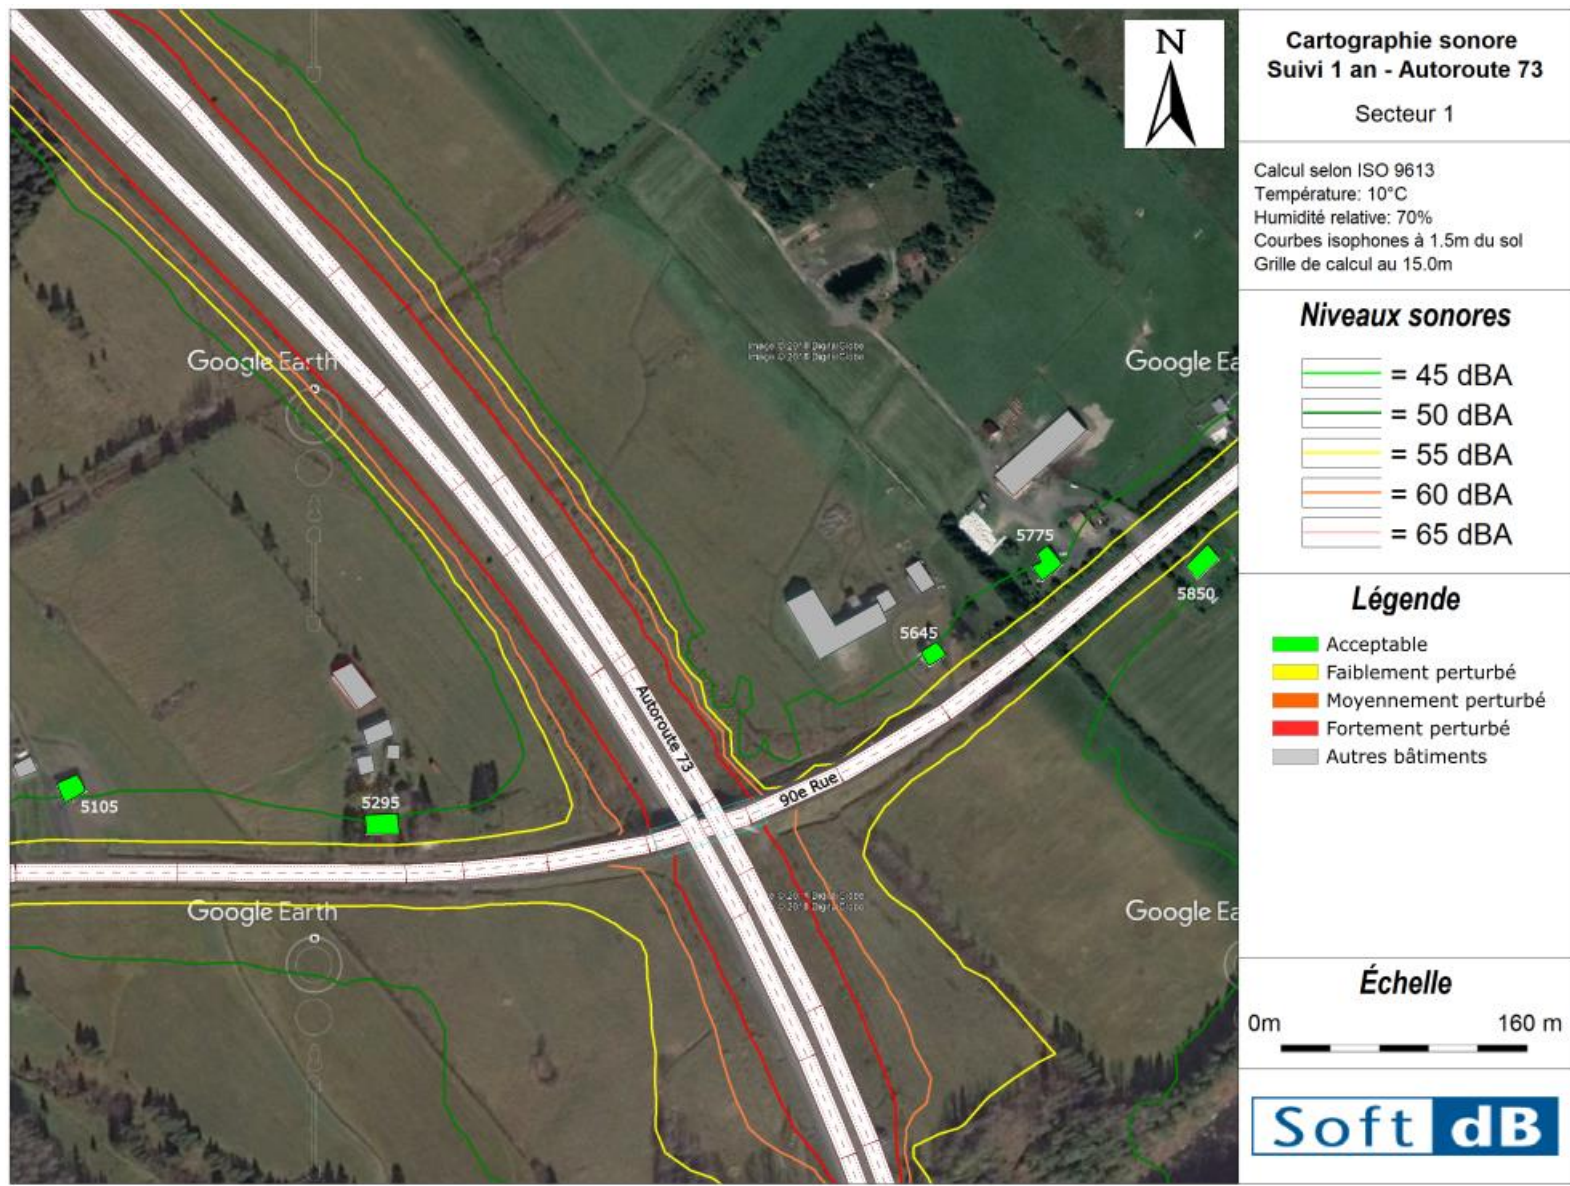 N
Cartographie sonore
Suivi 1 an - Autoroute 73
Secteur 1
Calcul selon ISO 9613
Température: 10°C
Humidité relative: 70%
Courbes isophones à 1.5m du sol
Grille de calcul au 15.0m
Niveaux sonores
= 45 dBA
= 50 dBA
= 55 dBA
= 60 dBA
= 65 dBA
Légende
Acceptable
Faiblement perturbé
Moyennement perturbé
Fortement perturbé
Autres bâtiments
Échelle
0m 160 m
Soft dB
Google Earth
Google Ea
5775
5850
5645
Autoroute 73
90e Rue
5105
5295
Google Earth
Google Ea